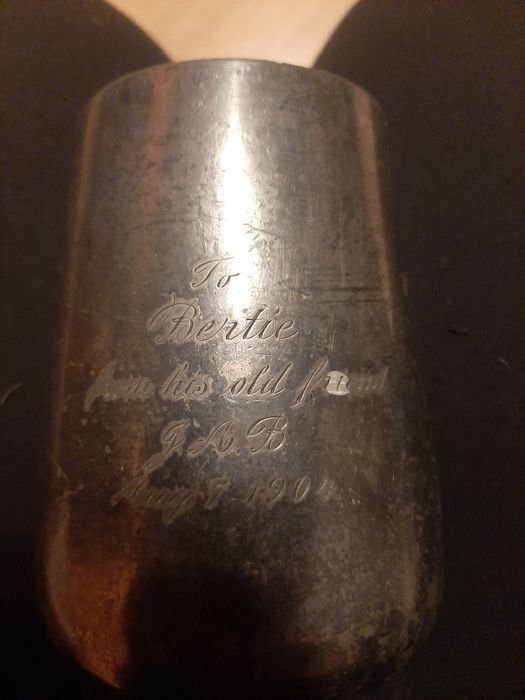 To
Bertie
from his old friend
J.A.B
Aug 7 1904